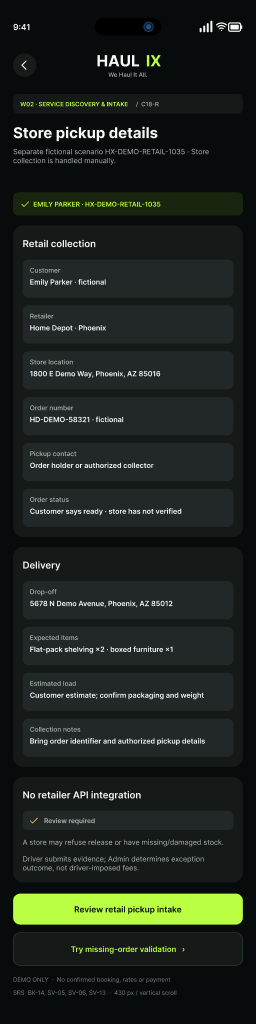 9:41
HAUL IX
We Haul It All.
W02 · SERVICE DISCOVERY & INTAKE / C18-R
Store pickup details
Separate fictional scenario HX-DEMO-RETAIL-1035 · Store
collection is handled manually.
EMILY PARKER · HX-DEMO-RETAIL-1035
Retail collection
Customer
Emily Parker · fictional
Retailer
Home Depot · Phoenix
Store location
1800 E Demo Way, Phoenix, AZ 85016
Order number
HD-DEMO-58321 · fictional
Pickup contact
Order holder or authorized collector
Order status
Customer says ready · store has not verified
Delivery
Drop-off
5678 N Demo Avenue, Phoenix, AZ 85012
Expected items
Flat-pack shelving ×2 · boxed furniture ×1
Estimated load
Customer estimate; confirm packaging and weight
Collection notes
Bring order identifier and authorized pickup details
No retailer API integration
Review required
A store may refuse release or have missing/damaged stock.
Driver submits evidence; Admin determines exception
outcome, not driver-imposed fees.
Review retail pickup intake
Try missing-order validation ›
DEMO ONLY · No confirmed booking, rates or payment
SRS BK-14, SV-05, SV-06, SV-13 · 430 px / vertical scroll